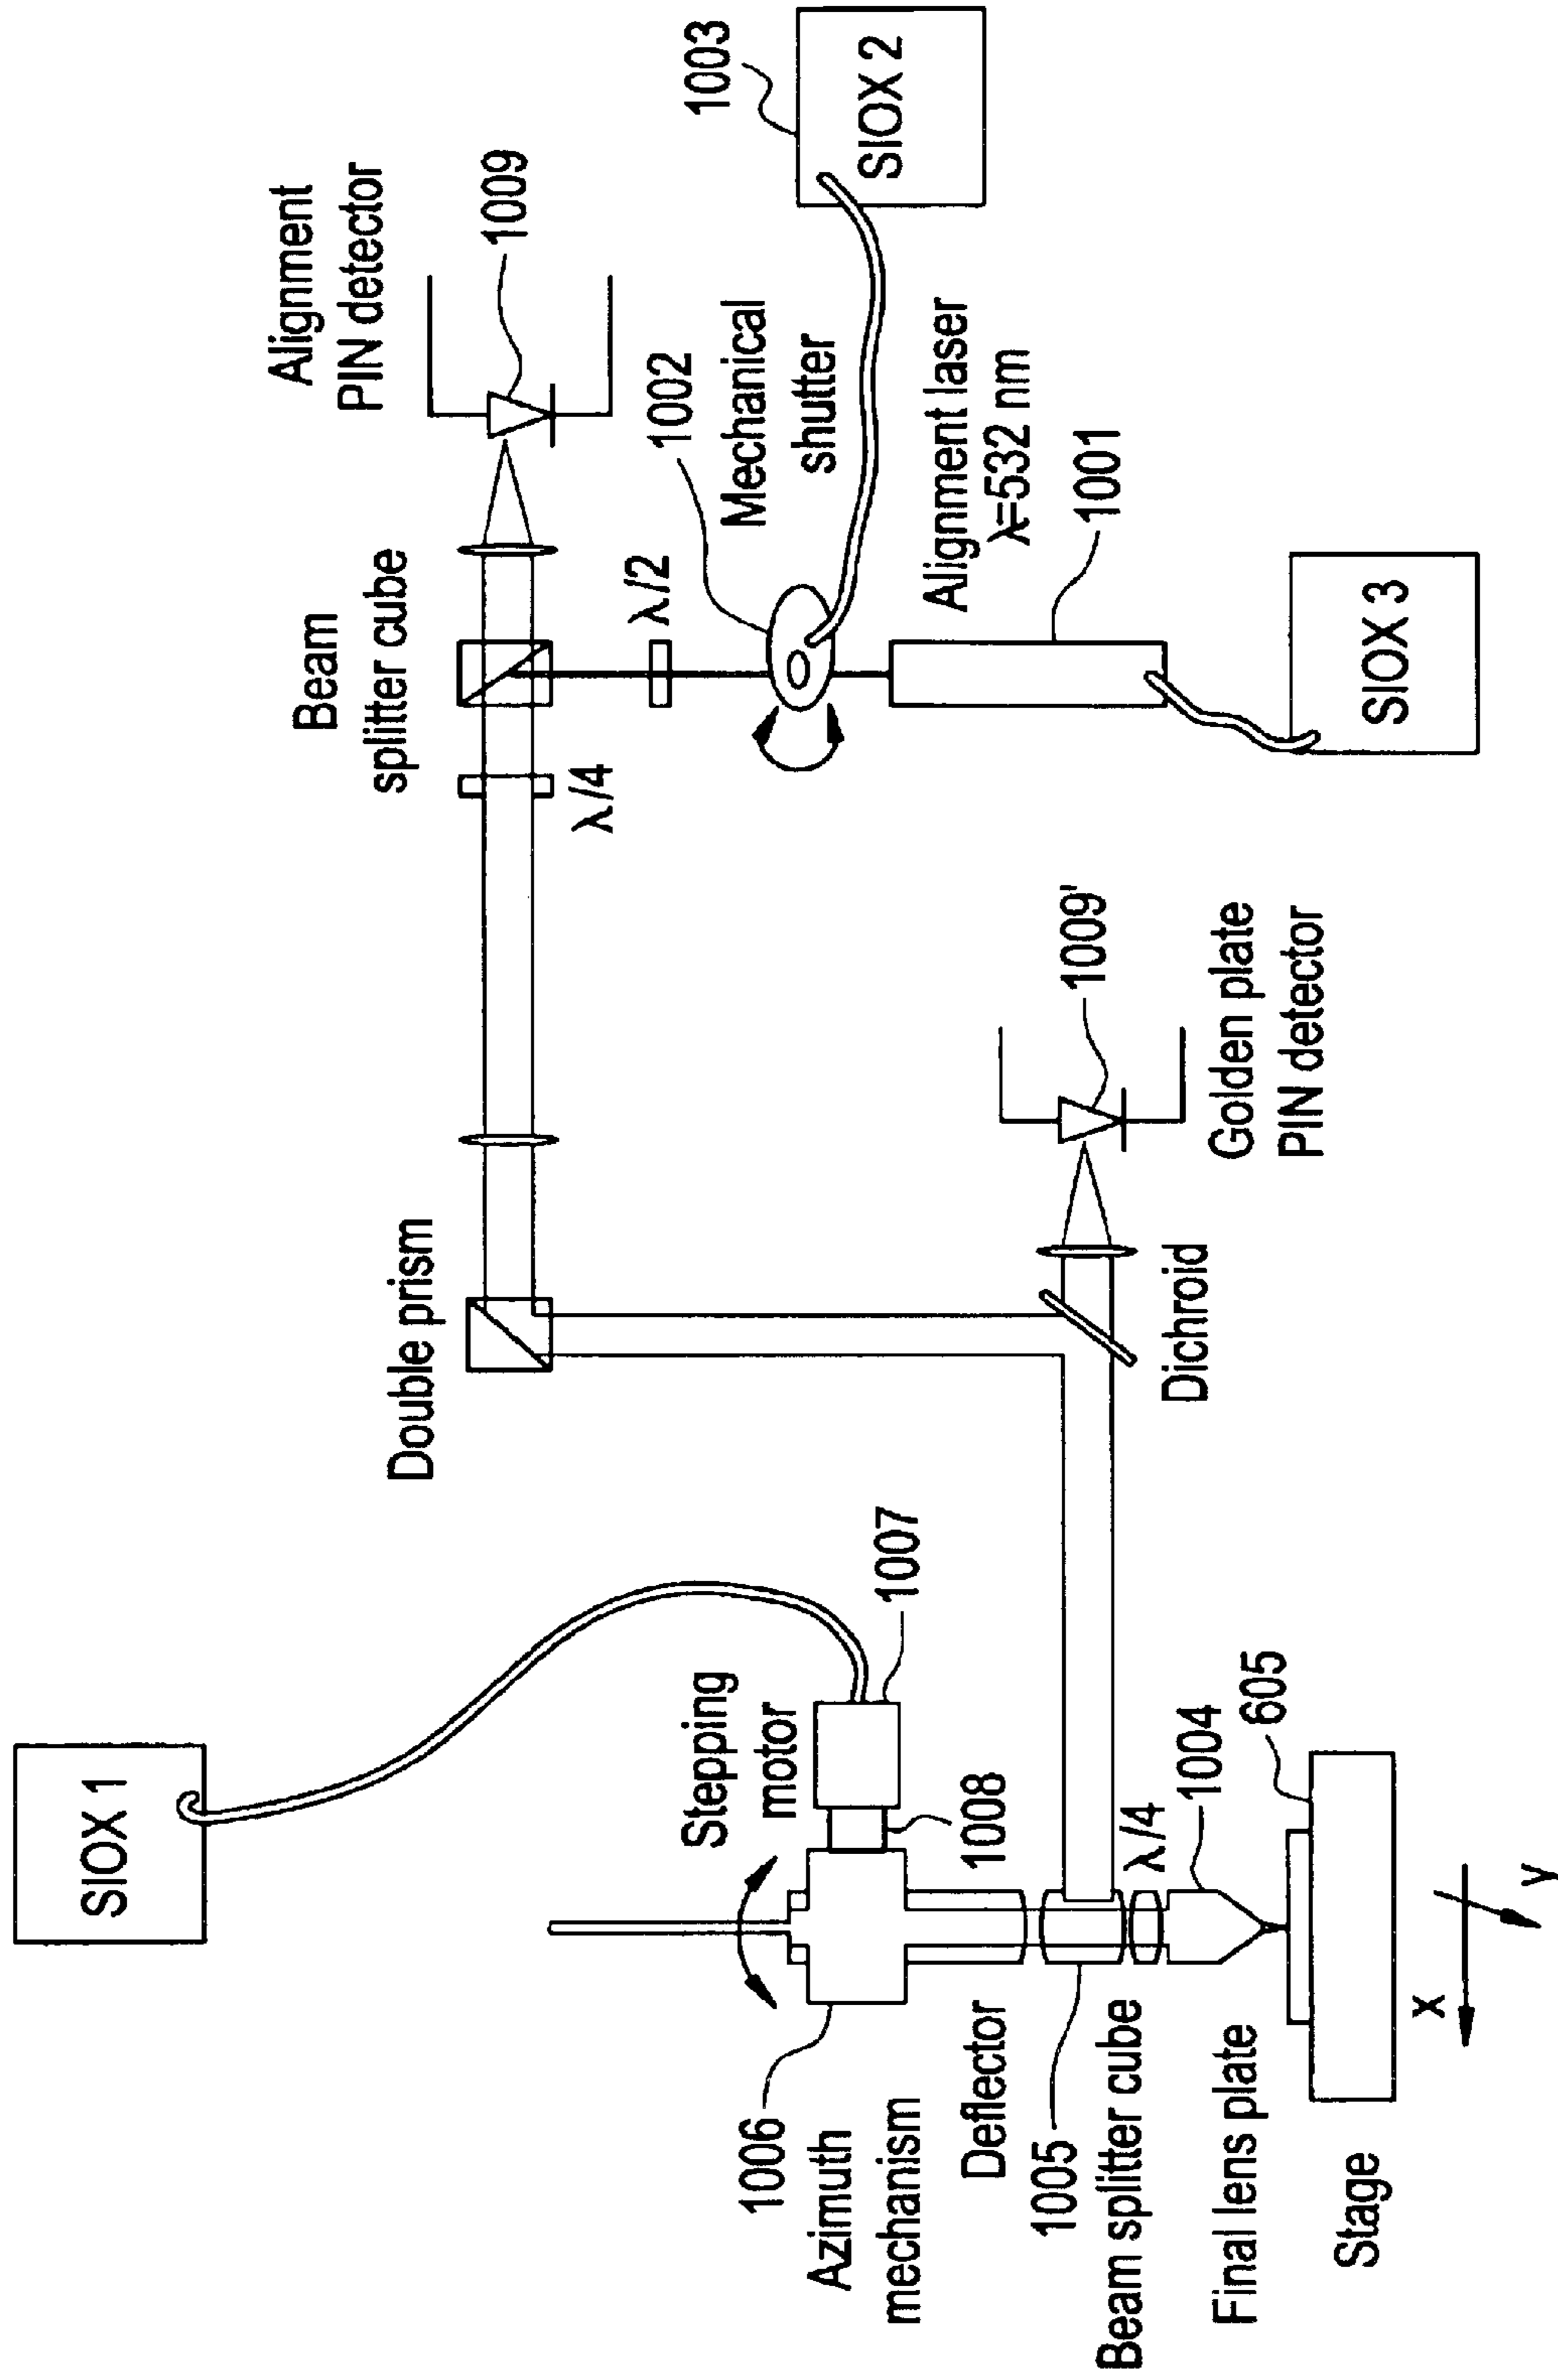 SIOX 1
Stepping
motor
1007
1008
1006
Azimuth
mechanism
Deflector
1005
Beam splitter cube
λ/4
1004
605
Final lens plate
Stage
x
y
Double prism
Dichroid
Golden plate
PIN detector
1009'
Beam
splitter cube
λ/4
λ/2
Alignment
PIN detector
1009
1002
Mechanical
shutter
1003
SIOX 2
Alignment laser
λ=532 nm
1001
SIOX 3